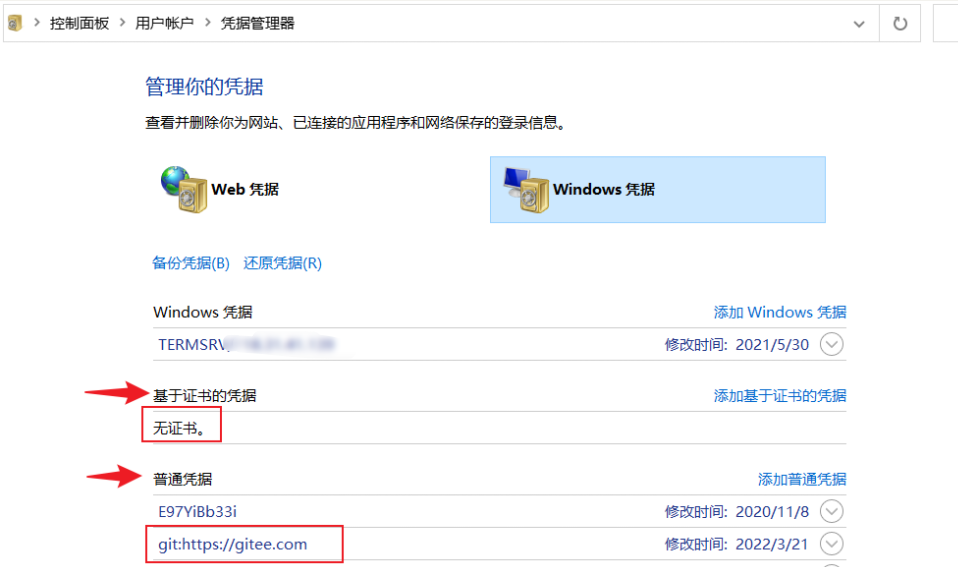 控制面板 > 用户帐户 > 凭据管理器
管理你的凭据
查看并删除你为网站、已连接的应用程序和网络保存的登录信息。
Web 凭据 Windows 凭据
备份凭据(B) 还原凭据(R)
Windows 凭据 添加 Windows 凭据
TERMSRV 修改时间: 2021/5/30
基于证书的凭据 添加基于证书的凭据
无证书。
普通凭据 添加普通凭据
E97YiBb33i 修改时间: 2020/11/8
git:https://gitee.com 修改时间: 2022/3/21